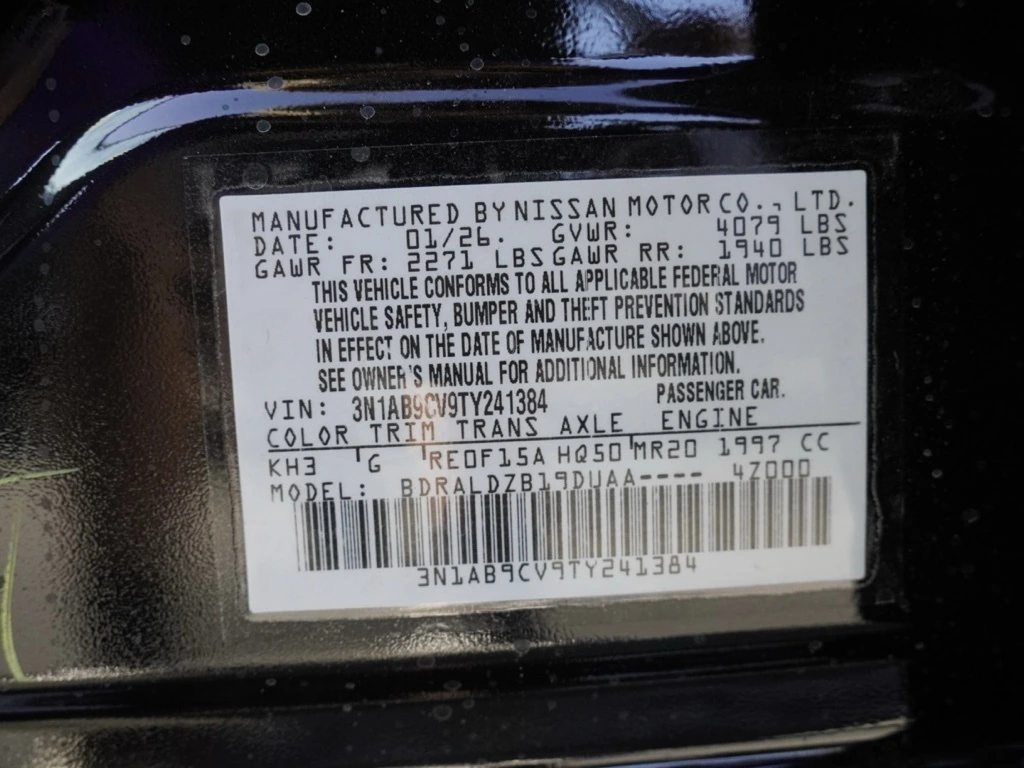 MANUFACTURED BY NISSAN MOTOR CO., LTD.
DATE: 01/26. GVWR: 4079 LBS
GAWR FR: 2271 LBS GAWR RR: 1940 LBS
THIS VEHICLE CONFORMS TO ALL APPLICABLE FEDERAL MOTOR
VEHICLE SAFETY, BUMPER AND THEFT PREVENTION STANDARDS
IN EFFECT ON THE DATE OF MANUFACTURE SHOWN ABOVE.
SEE OWNER'S MANUAL FOR ADDITIONAL INFORMATION.
VIN: 3N1AB9CV9TY241384 PASSENGER CAR.
COLOR TRIM TRANS AXLE ENGINE
KH3 G RE0F15A HQ50 MR20 1997 CC
MODEL: BDRALDZB19DUAA---- 4Z000
3N1AB9CV9TY241384